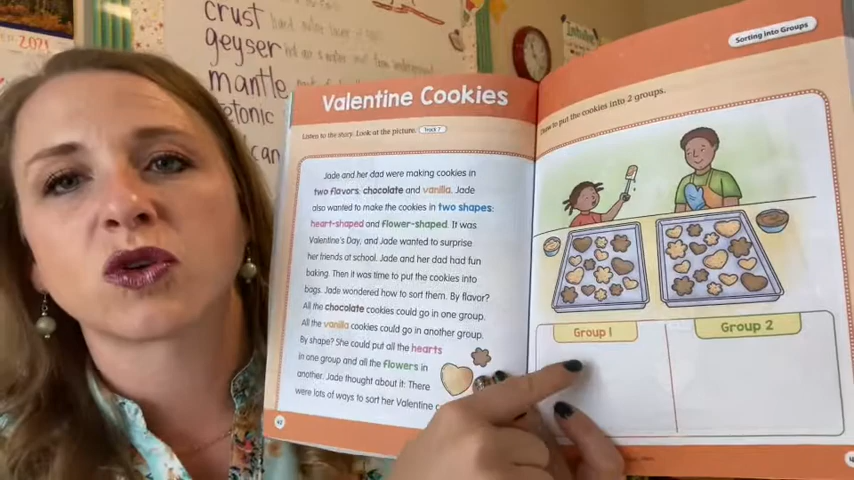 2021
crust
geyser
mantle
tectonic
Valentine Cookies
Listen to the story. Look at the picture. Track 7
Jade and her dad were making cookies in
two flavors: chocolate and vanilla. Jade
also wanted to make the cookies in two shapes:
heart-shaped and flower-shaped. It was
Valentine's Day, and Jade wanted to surprise
her friends at school. Jade and her dad had fun
baking. Then it was time to put the cookies into
bags. Jade wondered how to sort them. By flavor?
All the chocolate cookies could go in one group.
All the vanilla cookies could go in another group.
By shape? She could put all the hearts
in one group and all the flowers in
another. Jade thought about it. There
were lots of ways to sort her Valentine
Sorting into Groups
Draw to put the cookies into 2 groups.
Group 1
Group 2